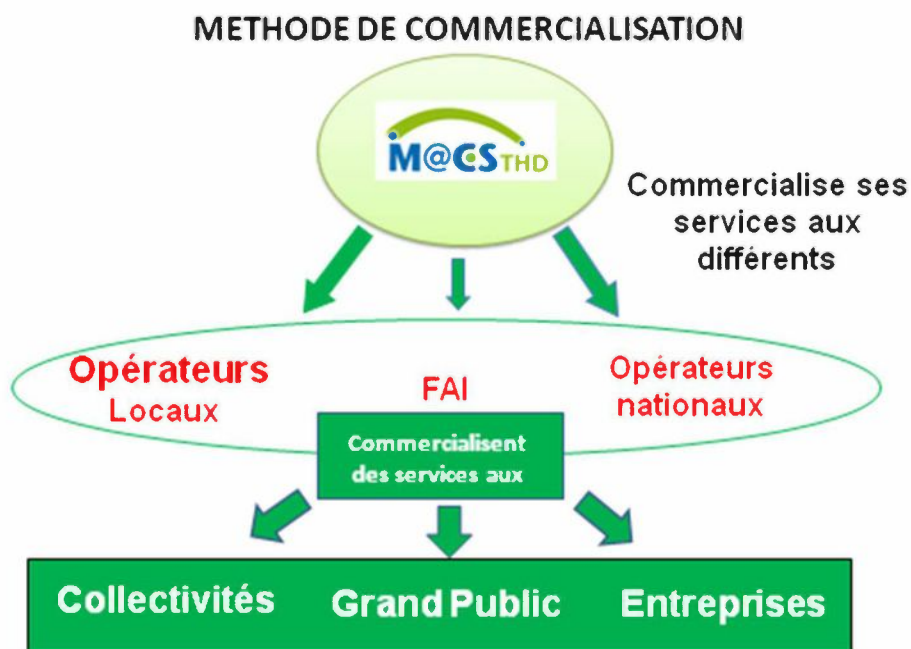 METHODE DE COMMERCIALISATION
M@CS THD
Commercialise ses
services aux
différents
Opérateurs
Locaux
FAI
Opérateurs
nationaux
Commercialisent
des services aux
Collectivités
Grand Public
Entreprises